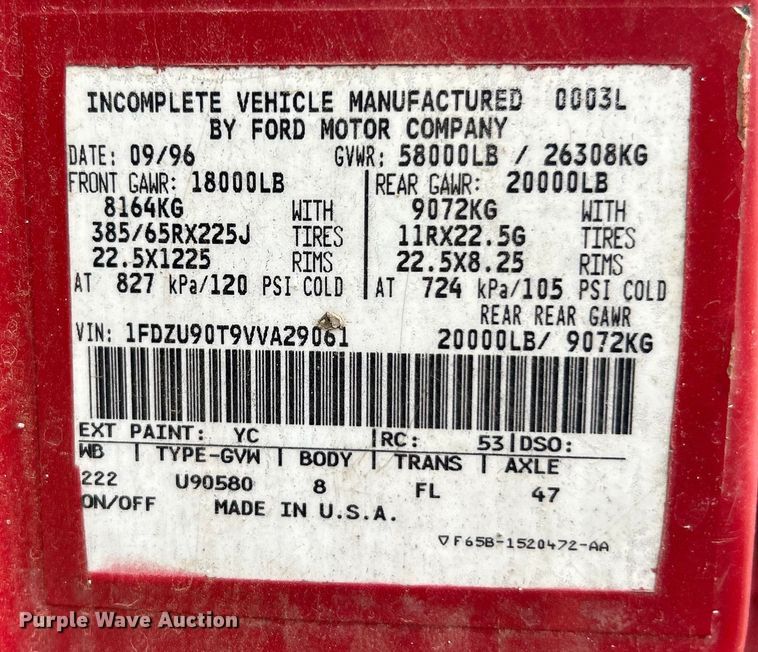 INCOMPLETE VEHICLE MANUFACTURED 0003L
BY FORD MOTOR COMPANY
DATE: 09/96 GVWR: 58000LB / 26308KG
FRONT GAWR: 18000LB REAR GAWR: 20000LB
8164KG WITH 9072KG WITH
385/65RX225J TIRES 11RX22.5G TIRES
22.5X1225 RIMS 22.5X8.25 RIMS
AT 827 kPa/120 PSI COLD AT 724 kPa/105 PSI COLD
REAR REAR GAWR
VIN: 1FDZU90T9VVA29061 20000LB/ 9072KG
EXT PAINT: YC RC: 53 DSO:
WB TYPE-GVW BODY TRANS AXLE
222 U90580 8 FL 47
ON/OFF MADE IN U.S.A.
F65B-1520472-AA
Purple Wave Auction